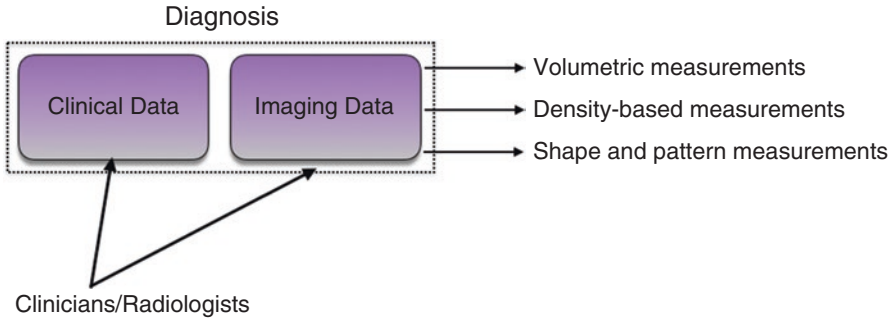 Diagnosis
Clinical Data
Imaging Data
Volumetric measurements
Density-based measurements
Shape and pattern measurements
Clinicians/Radiologists